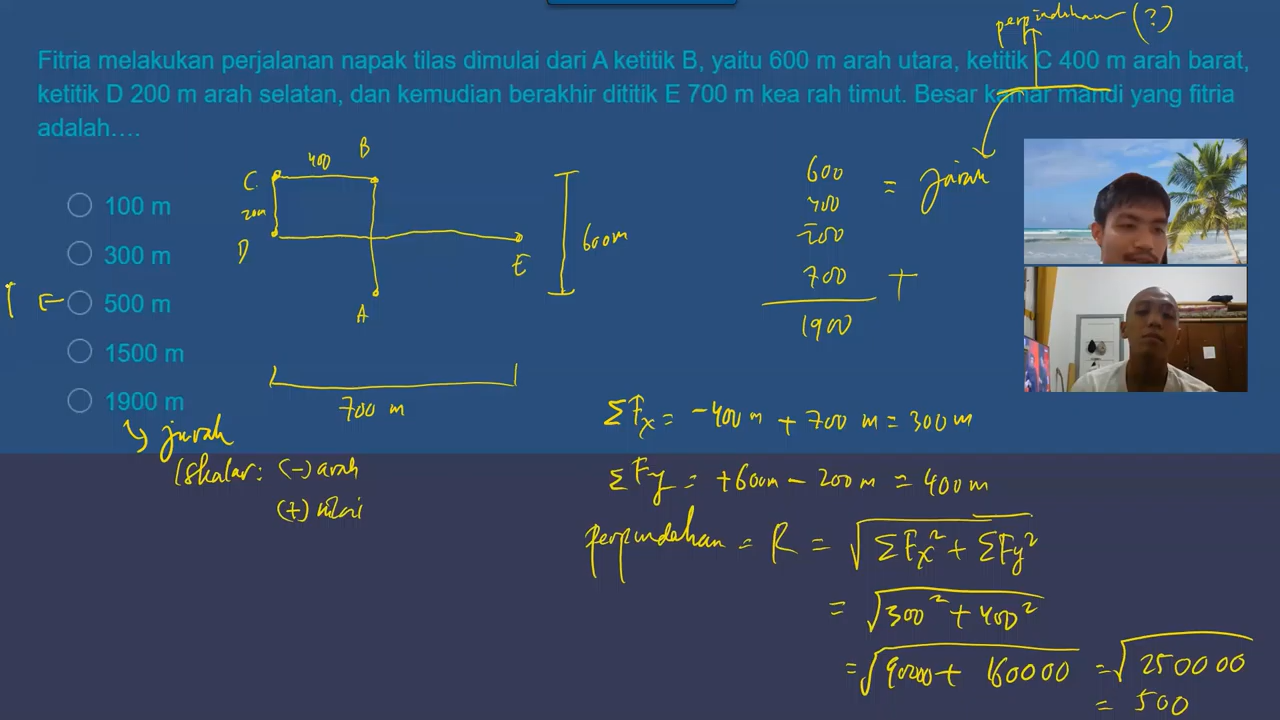 perpindahan (?)
Fitria melakukan perjalanan napak tilas dimulai dari A ketitik B, yaitu 600 m arah utara, ketitik C 400 m arah barat,
ketitik D 200 m arah selatan, dan kemudian berakhir dititik E 700 m kea rah timut. Besar kamar mandi yang fitria
adalah….
100 m
300 m
500 m
1500 m
1900 m
jarak
(skalar: (-) arah
(+) nilai
C 400 B
200
D E
A
600m
700 m
600 = jarak
400
200
700 +
1900
ΣFx = -400 m + 700 m = 300 m
ΣFy = +600m - 200 m = 400 m
perpindahan = R = √ΣFx² + ΣFy²
= √300² + 400²
= √90000 + 160000 = √250000
= 500